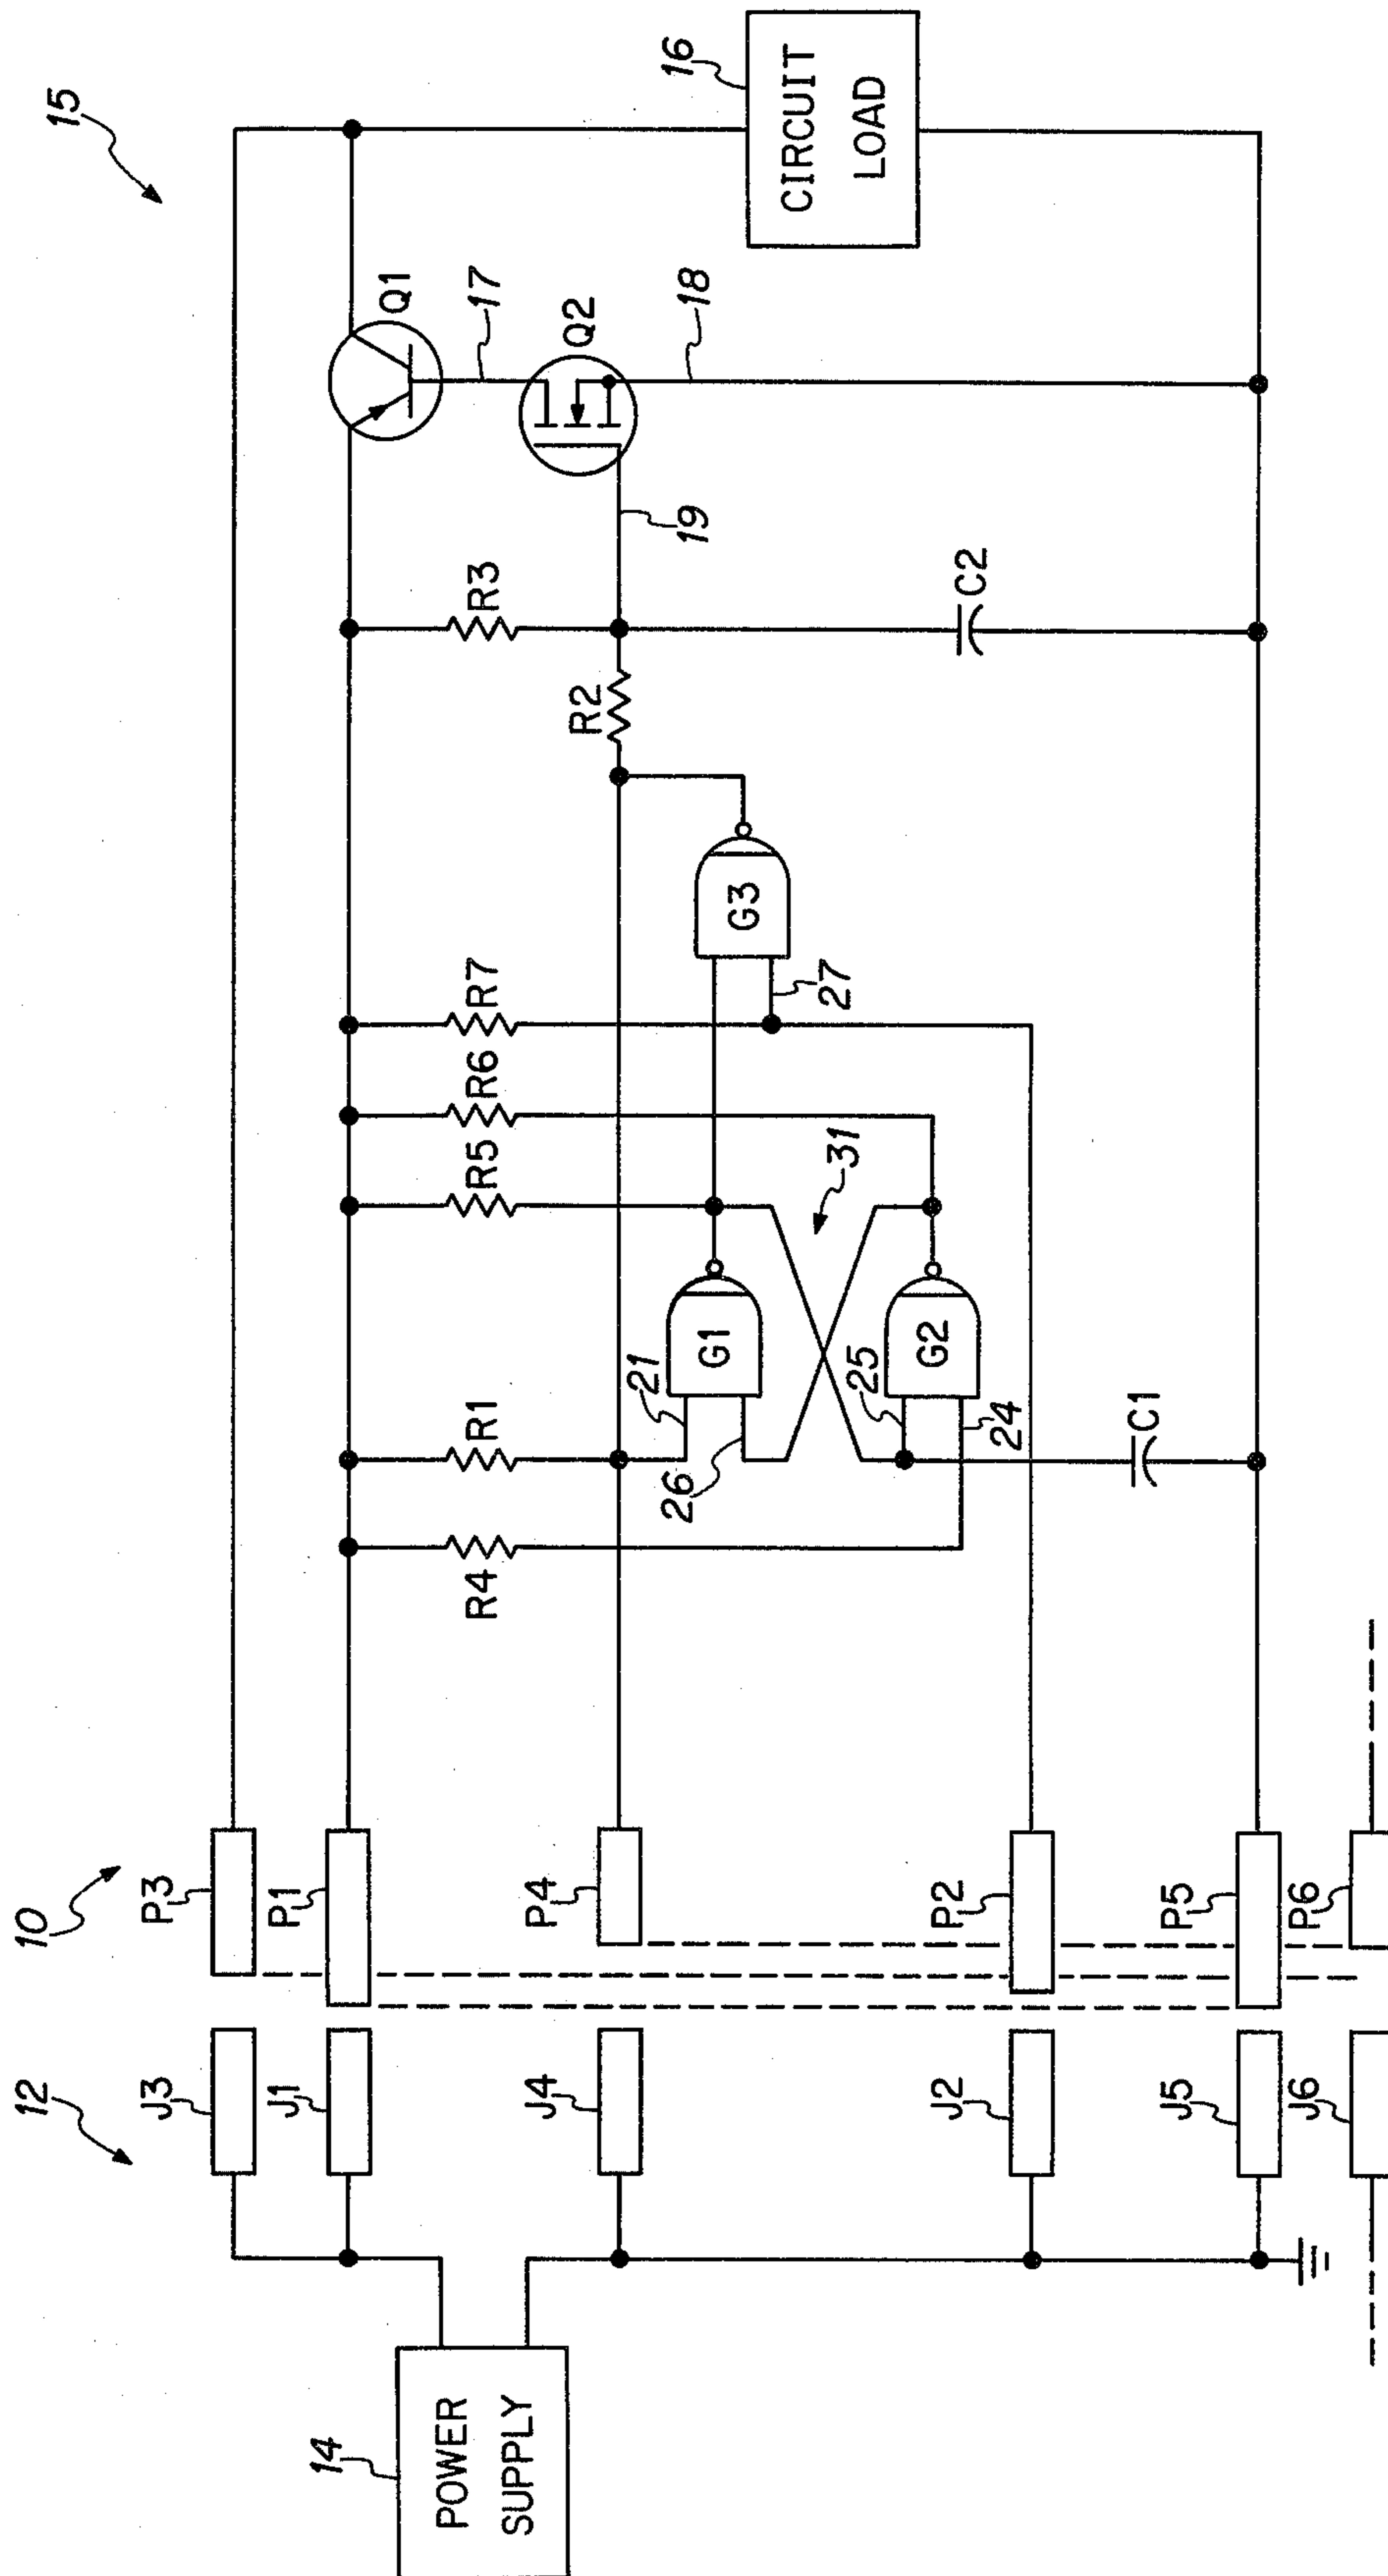 15
10
12
P3
J3
P1
J1
14
POWER
SUPPLY
P4
J4
P2
J2
P5
J5
P6
J6
R4
R1
R5
R6
R7
R3
R2
Q1
17
Q2
18
19
16
CIRCUIT
LOAD
21
G1
26
31
25
G2
24
G3
27
C1
C2